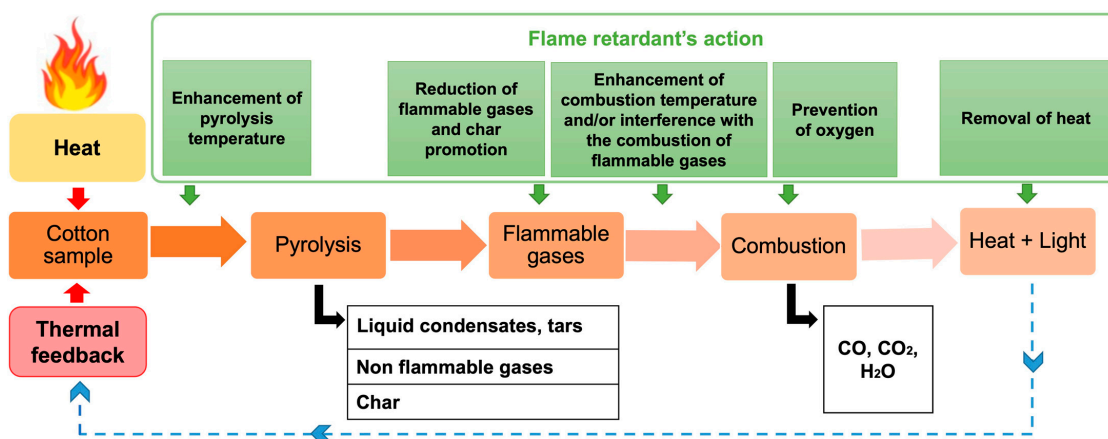 Flame retardant's action
Enhancement of
pyrolysis
temperature
Reduction of
flammable gases
and char
promotion
Enhancement of
combustion temperature
and/or interference with
the combustion of
flammable gases
Prevention
of oxygen
Removal of heat
Heat
Cotton
sample
Pyrolysis
Flammable
gases
Combustion
Heat + Light
Thermal
feedback
Liquid condensates, tars
Non flammable gases
Char
CO, CO₂,
H₂O